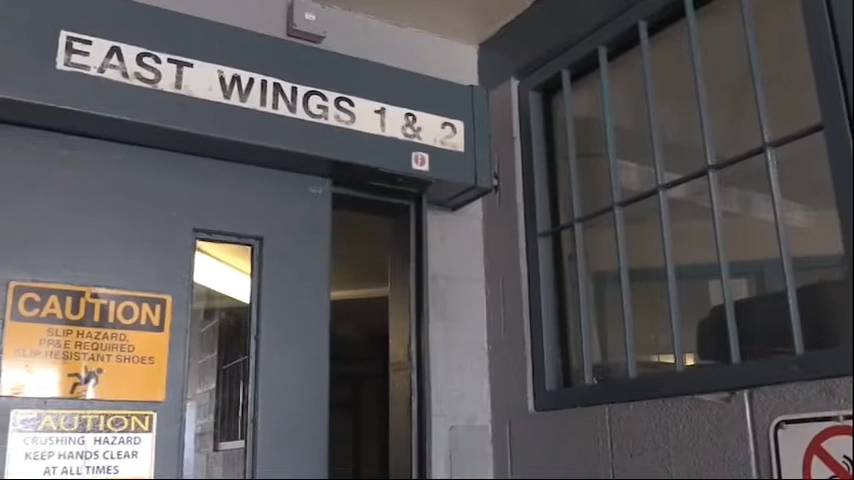 EAST WINGS 1 & 2
CAUTION
SLIP HAZARD,
PP&E REQUIRED
SLIP RESISTANT SHOES
CAUTION
CRUSHING HAZARD
KEEP HANDS CLEAR
AT ALL TIMES